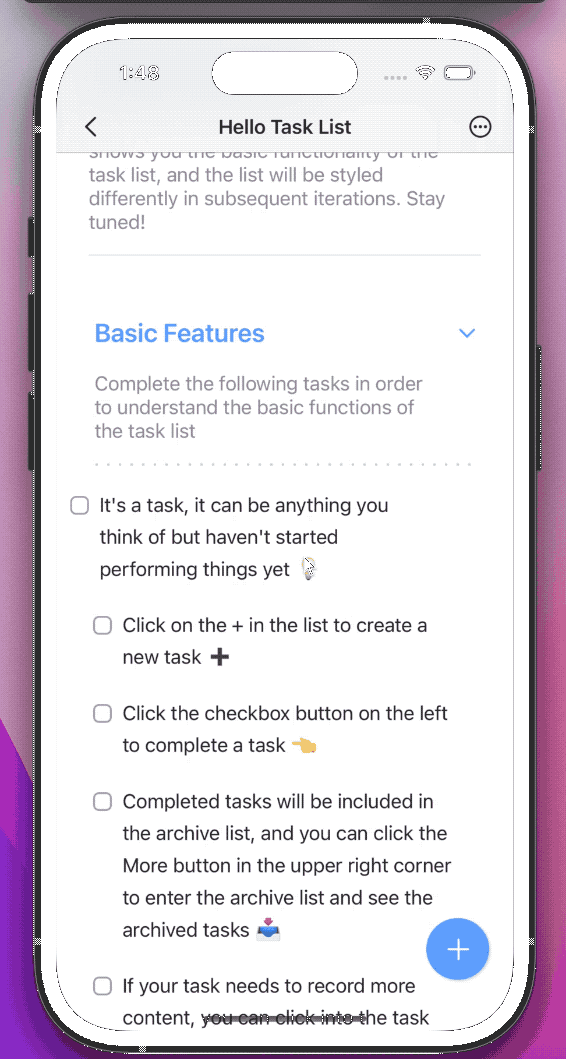 1:48
Hello Task List
shows you the basic functionality of the
task list, and the list will be styled
differently in subsequent iterations. Stay
tuned!
Basic Features
Complete the following tasks in order
to understand the basic functions of
the task list
It's a task, it can be anything you
think of but haven't started
performing things yet 💡
Click on the + in the list to create a
new task ➕
Click the checkbox button on the left
to complete a task 👈
Completed tasks will be included in
the archive list, and you can click the
More button in the upper right corner
to enter the archive list and see the
archived tasks 📥
If your task needs to record more
content, you can click into the task